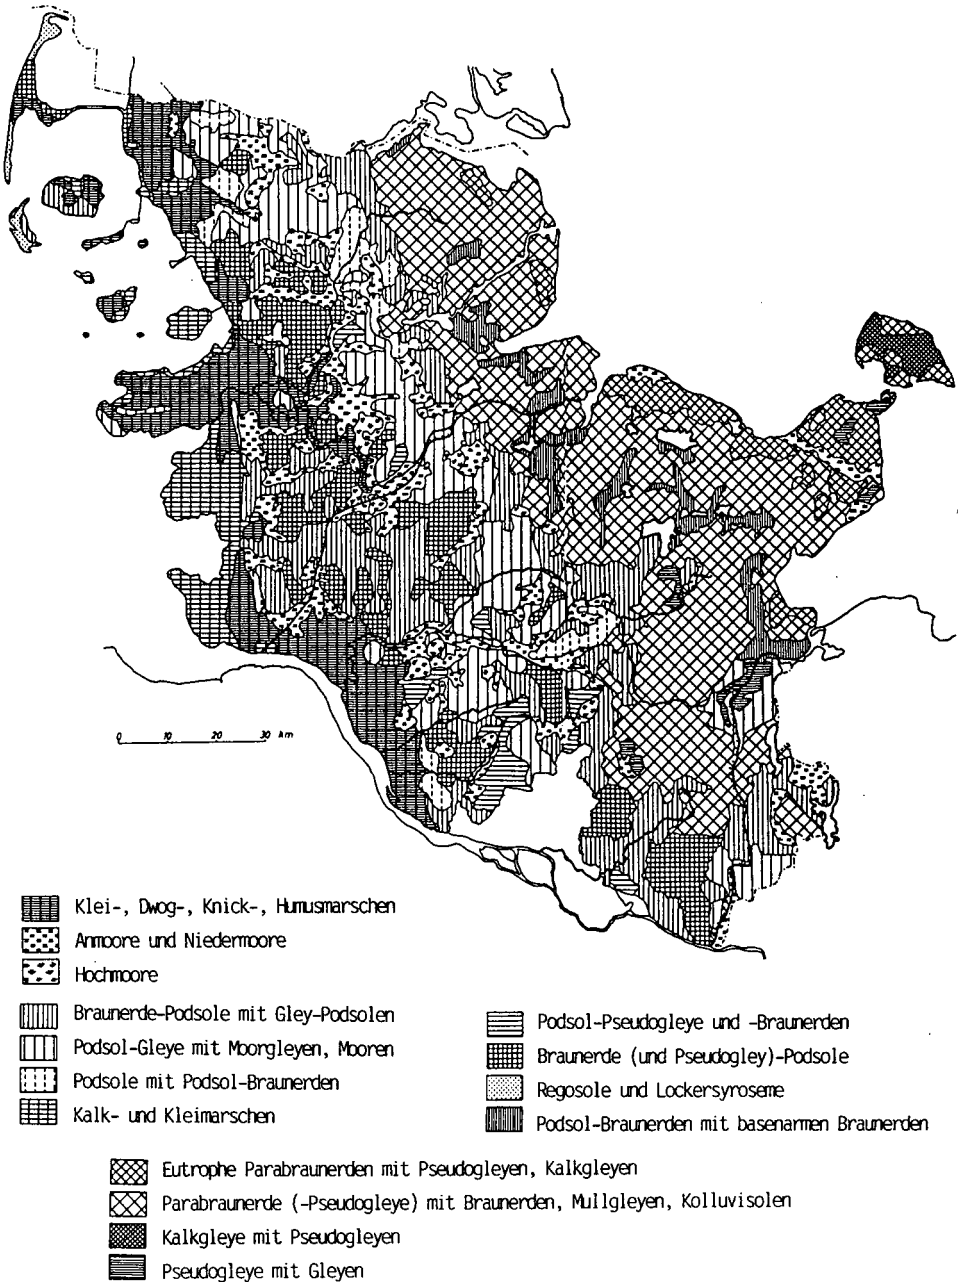 0 10 20 30 km
Klei-, Dwog-, Knick-, Humusmarschen
Anmoore und Niedermoore
Hochmoore
Braunerde-Podsole mit Gley-Podsolen
Podsol-Gleye mit Moorgleyen, Mooren
Podsole mit Podsol-Braunerden
Kalk- und Kleimarschen
Podsol-Pseudogleye und -Braunerden
Braunerde (und Pseudogley)-Podsole
Regosole und Lockersyroseme
Podsol-Braunerden mit basenarmen Braunerden
Eutrophe Parabraunerden mit Pseudogleyen, Kalkgleyen
Parabraunerde (-Pseudogleye) mit Braunerden, Mullgleyen, Kolluvisolen
Kalkgleye mit Pseudogleyen
Pseudogleye mit Gleyen